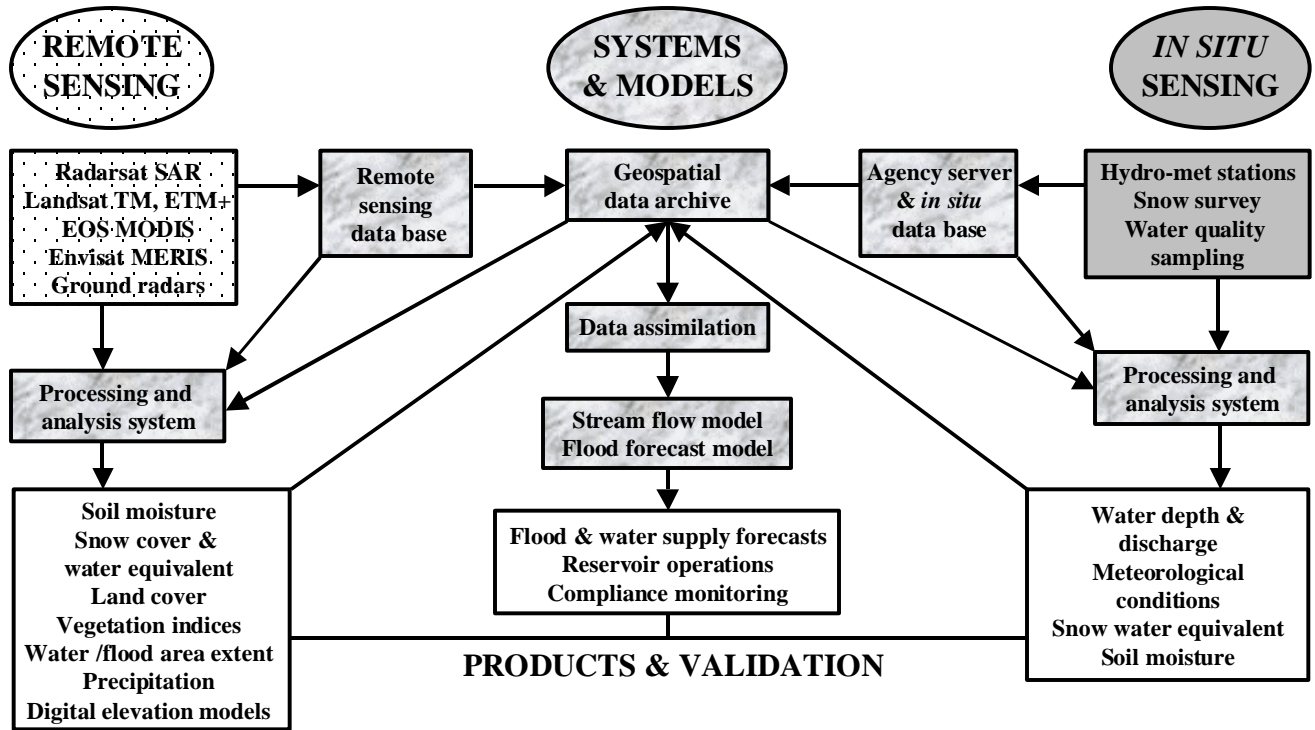 REMOTE
SENSING
SYSTEMS
& MODELS
IN SITU
SENSING
Radarsat SAR
Landsat TM, ETM+
EOS MODIS
Envisat MERIS
Ground radars
Remote
sensing
data base
Geospatial
data archive
Agency server
& in situ
data base
Hydro-met stations
Snow survey
Water quality
sampling
Data assimilation
Processing and
analysis system
Stream flow model
Flood forecast model
Processing and
analysis system
Soil moisture
Snow cover &
water equivalent
Land cover
Vegetation indices
Water /flood area extent
Precipitation
Digital elevation models
Flood & water supply forecasts
Reservoir operations
Compliance monitoring
Water depth &
discharge
Meteorological
conditions
Snow water equivalent
Soil moisture
PRODUCTS & VALIDATION